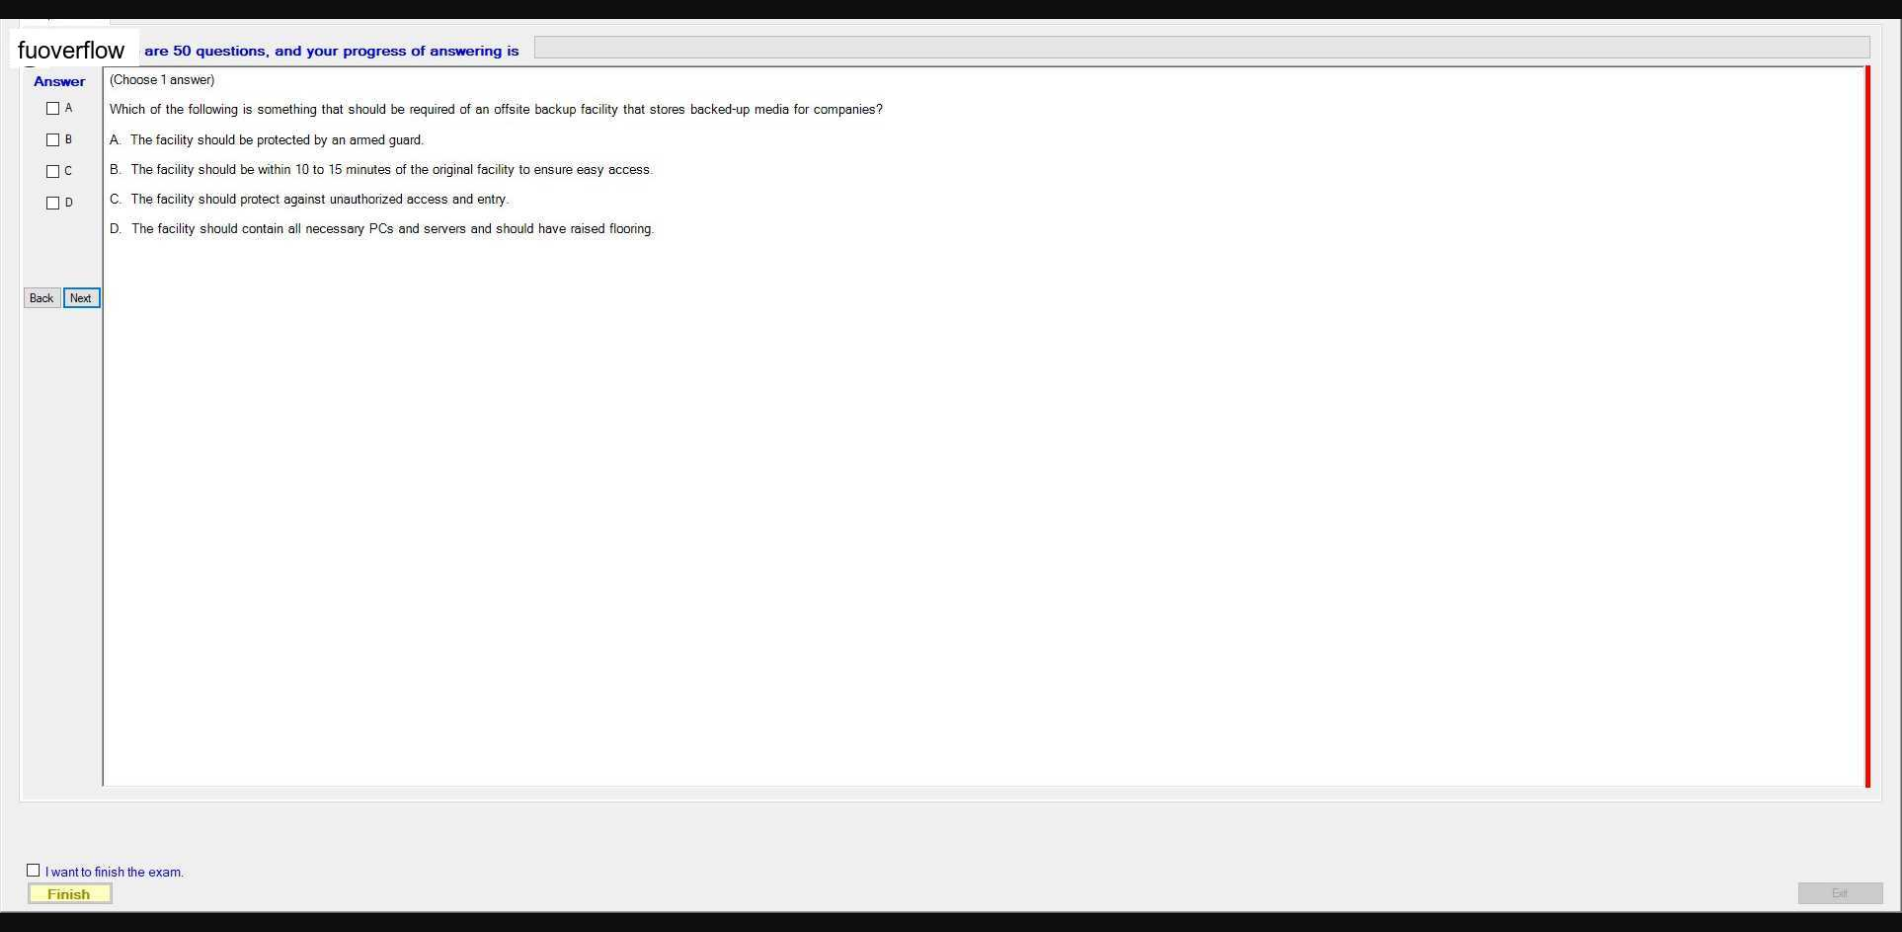 fuoverflow are 50 questions, and your progress of answering is
Answer
(Choose 1 answer)
A
Which of the following is something that should be required of an offsite backup facility that stores backed-up media for companies?
B
A. The facility should be protected by an armed guard.
C
B. The facility should be within 10 to 15 minutes of the original facility to ensure easy access.
D
C. The facility should protect against unauthorized access and entry.
D. The facility should contain all necessary PCs and servers and should have raised flooring.
Back Next
I want to finish the exam.
Finish
Exit